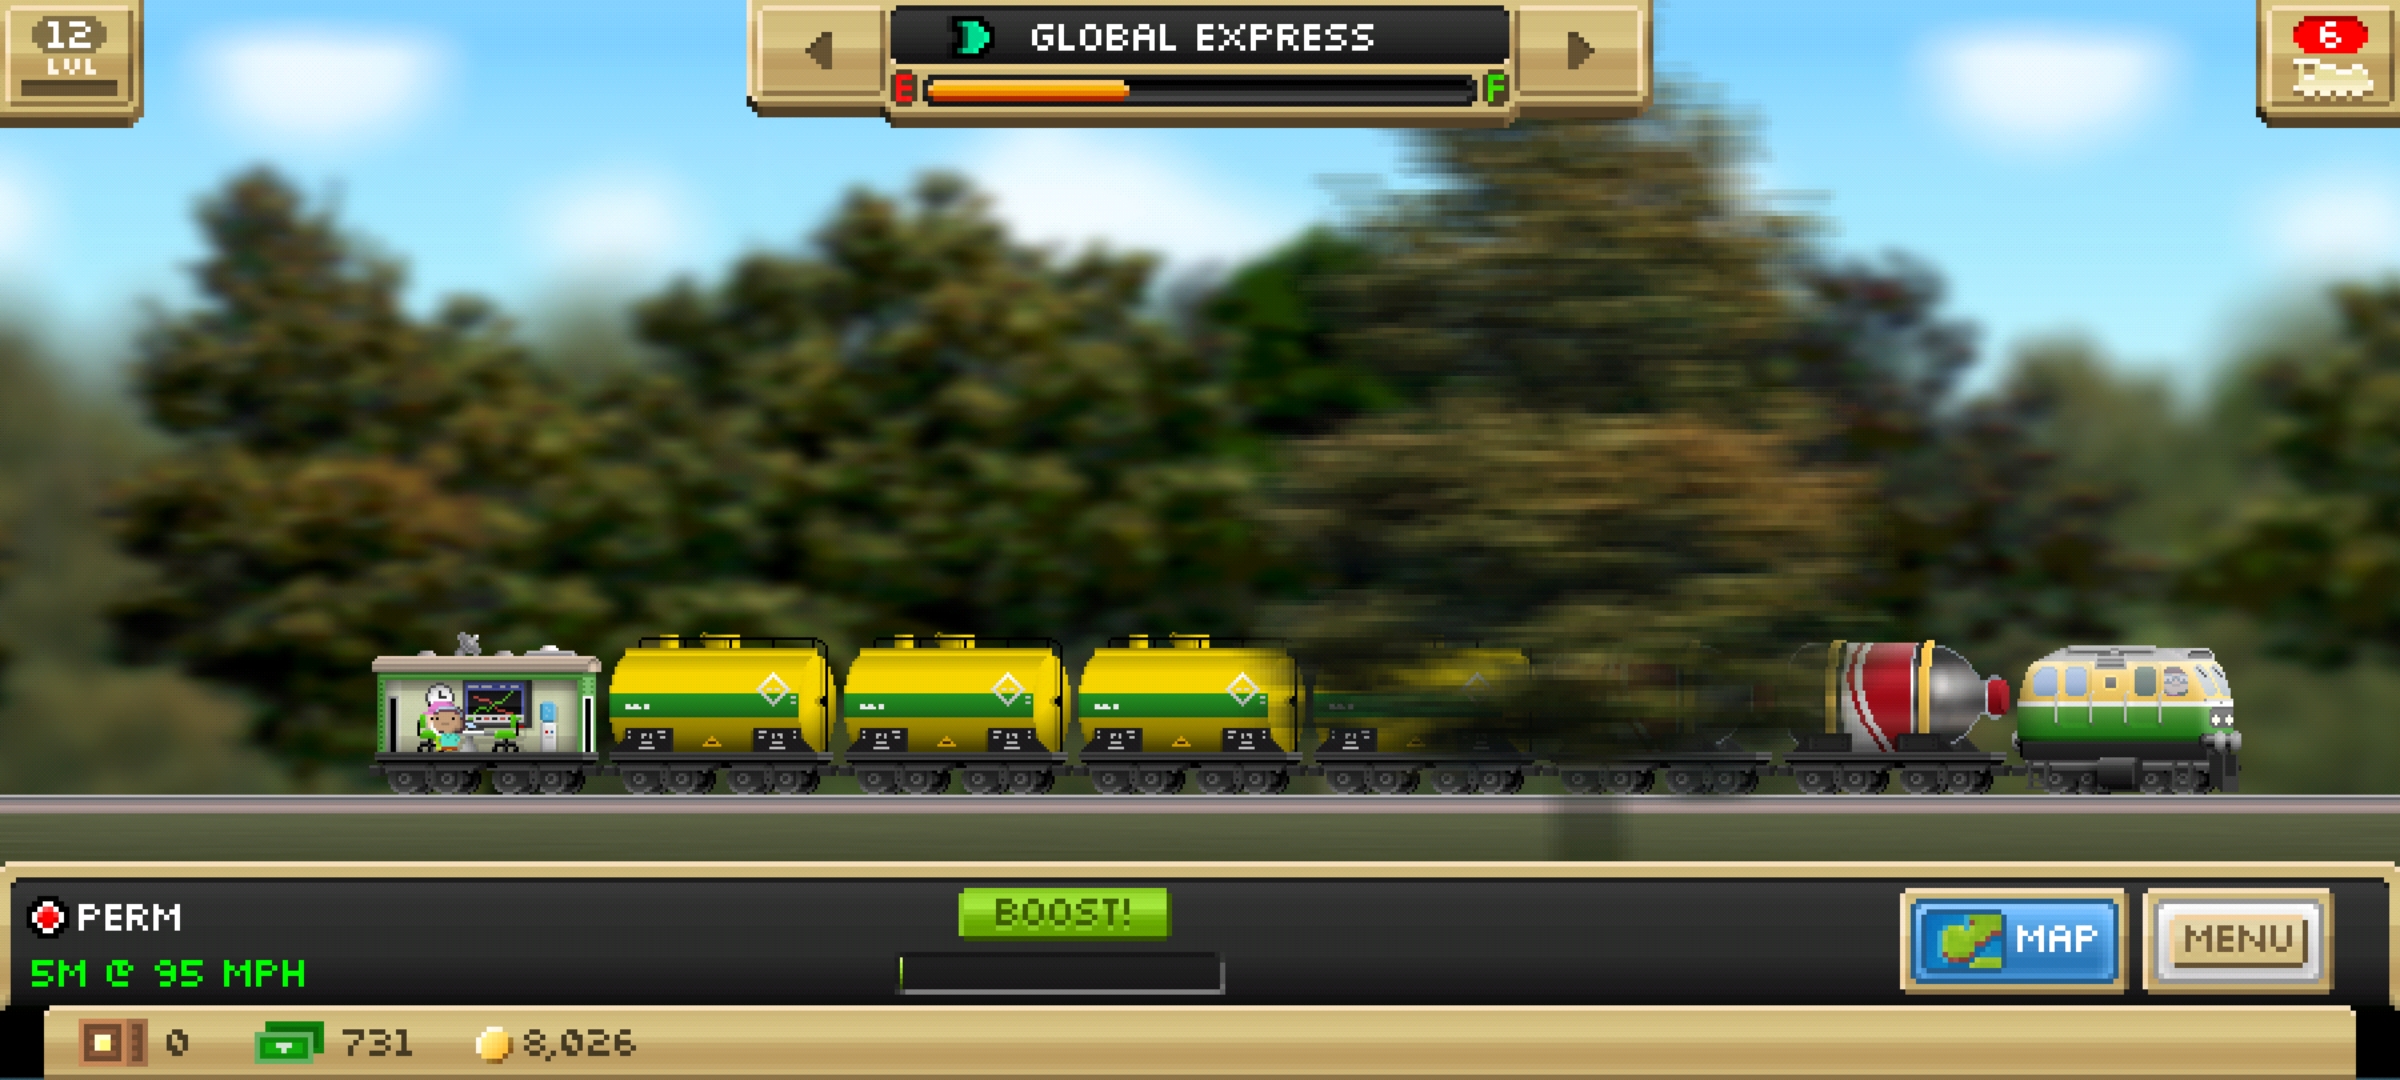 12
LVL
GLOBAL EXPRESS
E F
6
PERM
5M @ 95 MPH
BOOST!
MAP
MENU
0
731
8,026